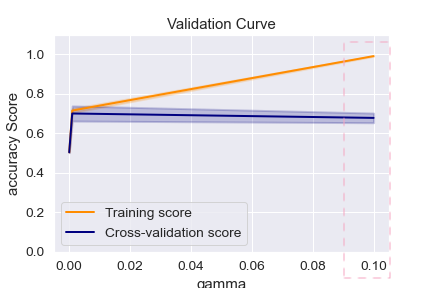 Validation Curve
accuracy Score
1.0
0.8
0.6
0.4
0.2
0.0
Training score
Cross-validation score
0.00 0.02 0.04 0.06 0.08 0.10
gamma